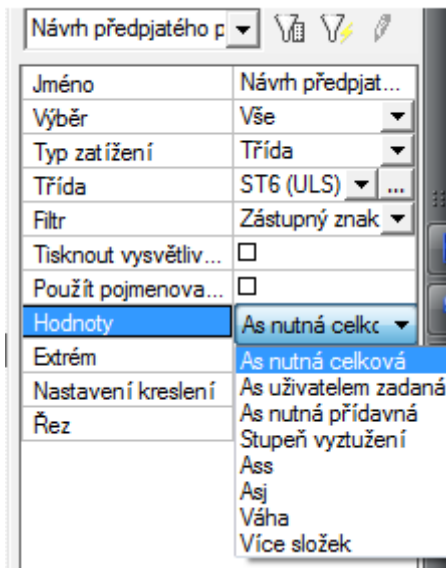 Návrh předpjatého p
Jméno Návrh předpjat...
Výběr Vše
Typ zatížení Třída
Třída ST6 (ULS) ...
Filtr Zástupný znak
Tisknout vysvětliv...
Použít pojmenova...
Hodnoty As nutná celkc
Extrém As nutná celková
As uživatelem zadaná
Nastavení kreslení As nutná přídavná
Řez Stupeň vyztužení
Ass
Asj
Váha
Více složek